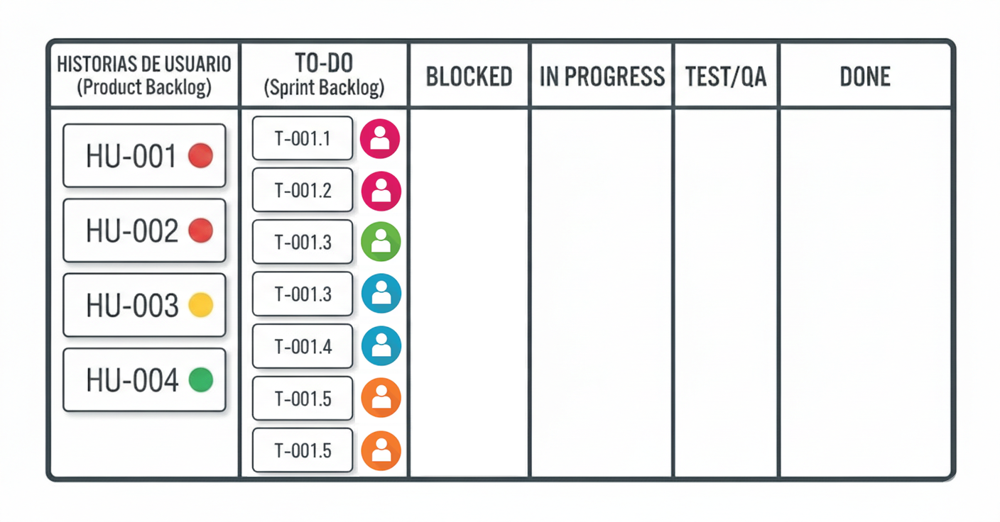 HISTORIAS DE USUARIO
(Product Backlog)
TO-DO
(Sprint Backlog)
BLOCKED
IN PROGRESS
TEST/QA
DONE
HU-001
HU-002
HU-003
HU-004
T-001.1
T-001.2
T-001.3
T-001.3
T-001.4
T-001.5
T-001.5